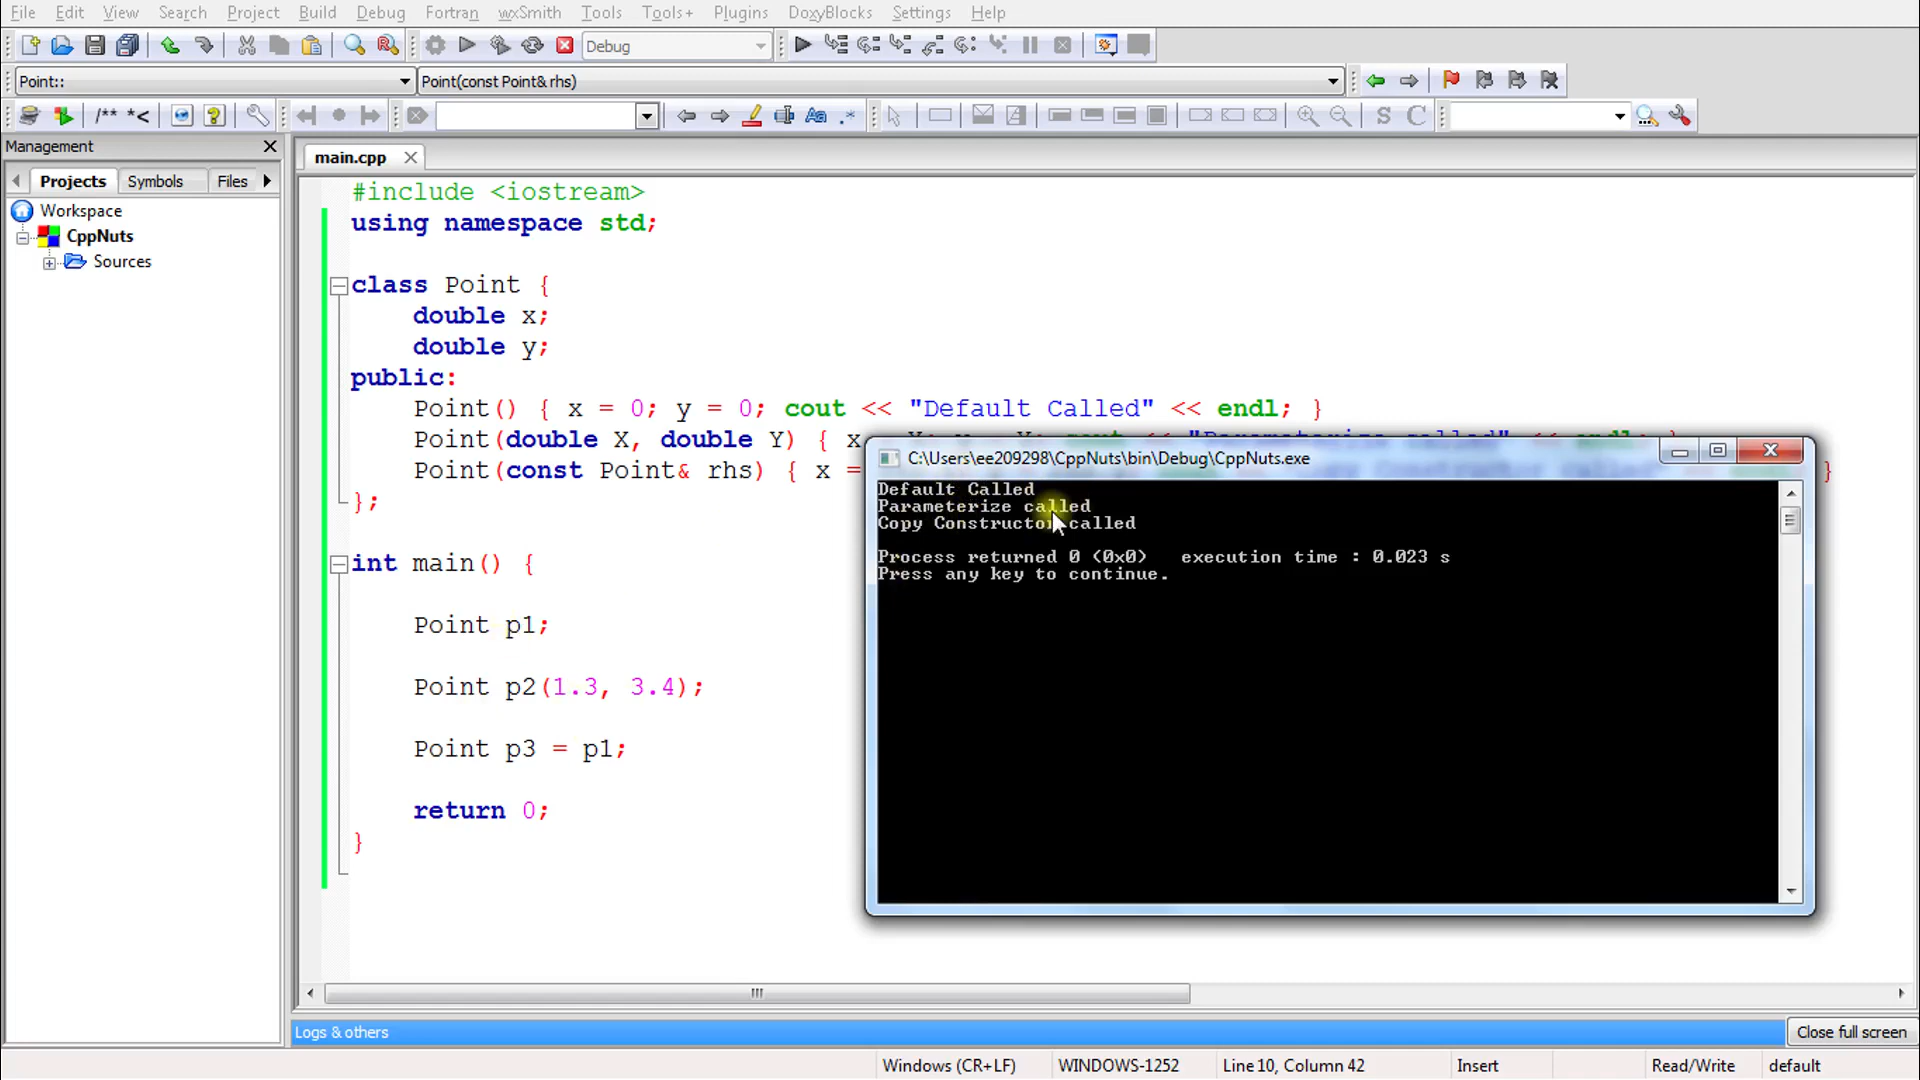 File Edit View Search Project Build Debug Fortran wxSmith Tools Tools+ Plugins DoxyBlocks Settings Help
Debug
Point:: Point(const Point& rhs)
/** *< Aa .* S C
Management
main.cpp
Projects Symbols Files
Workspace
CppNuts
Sources
#include <iostream>
using namespace std;
class Point {
double x;
double y;
public:
Point() { x = 0; y = 0; cout << "Default Called" << endl; }
Point(double X, double Y) { x
Point(const Point& rhs) { x = }
};
int main() {
Point p1;
Point p2(1.3, 3.4);
Point p3 = p1;
return 0;
}
C:\Users\ee209298\CppNuts\bin\Debug\CppNuts.exe
Default Called
Parameterize called
Copy Constructor called
Process returned 0 (0x0) execution time : 0.023 s
Press any key to continue.
Logs & others
Close full screen
Windows (CR+LF) WINDOWS-1252 Line 10, Column 42 Insert Read/Write default